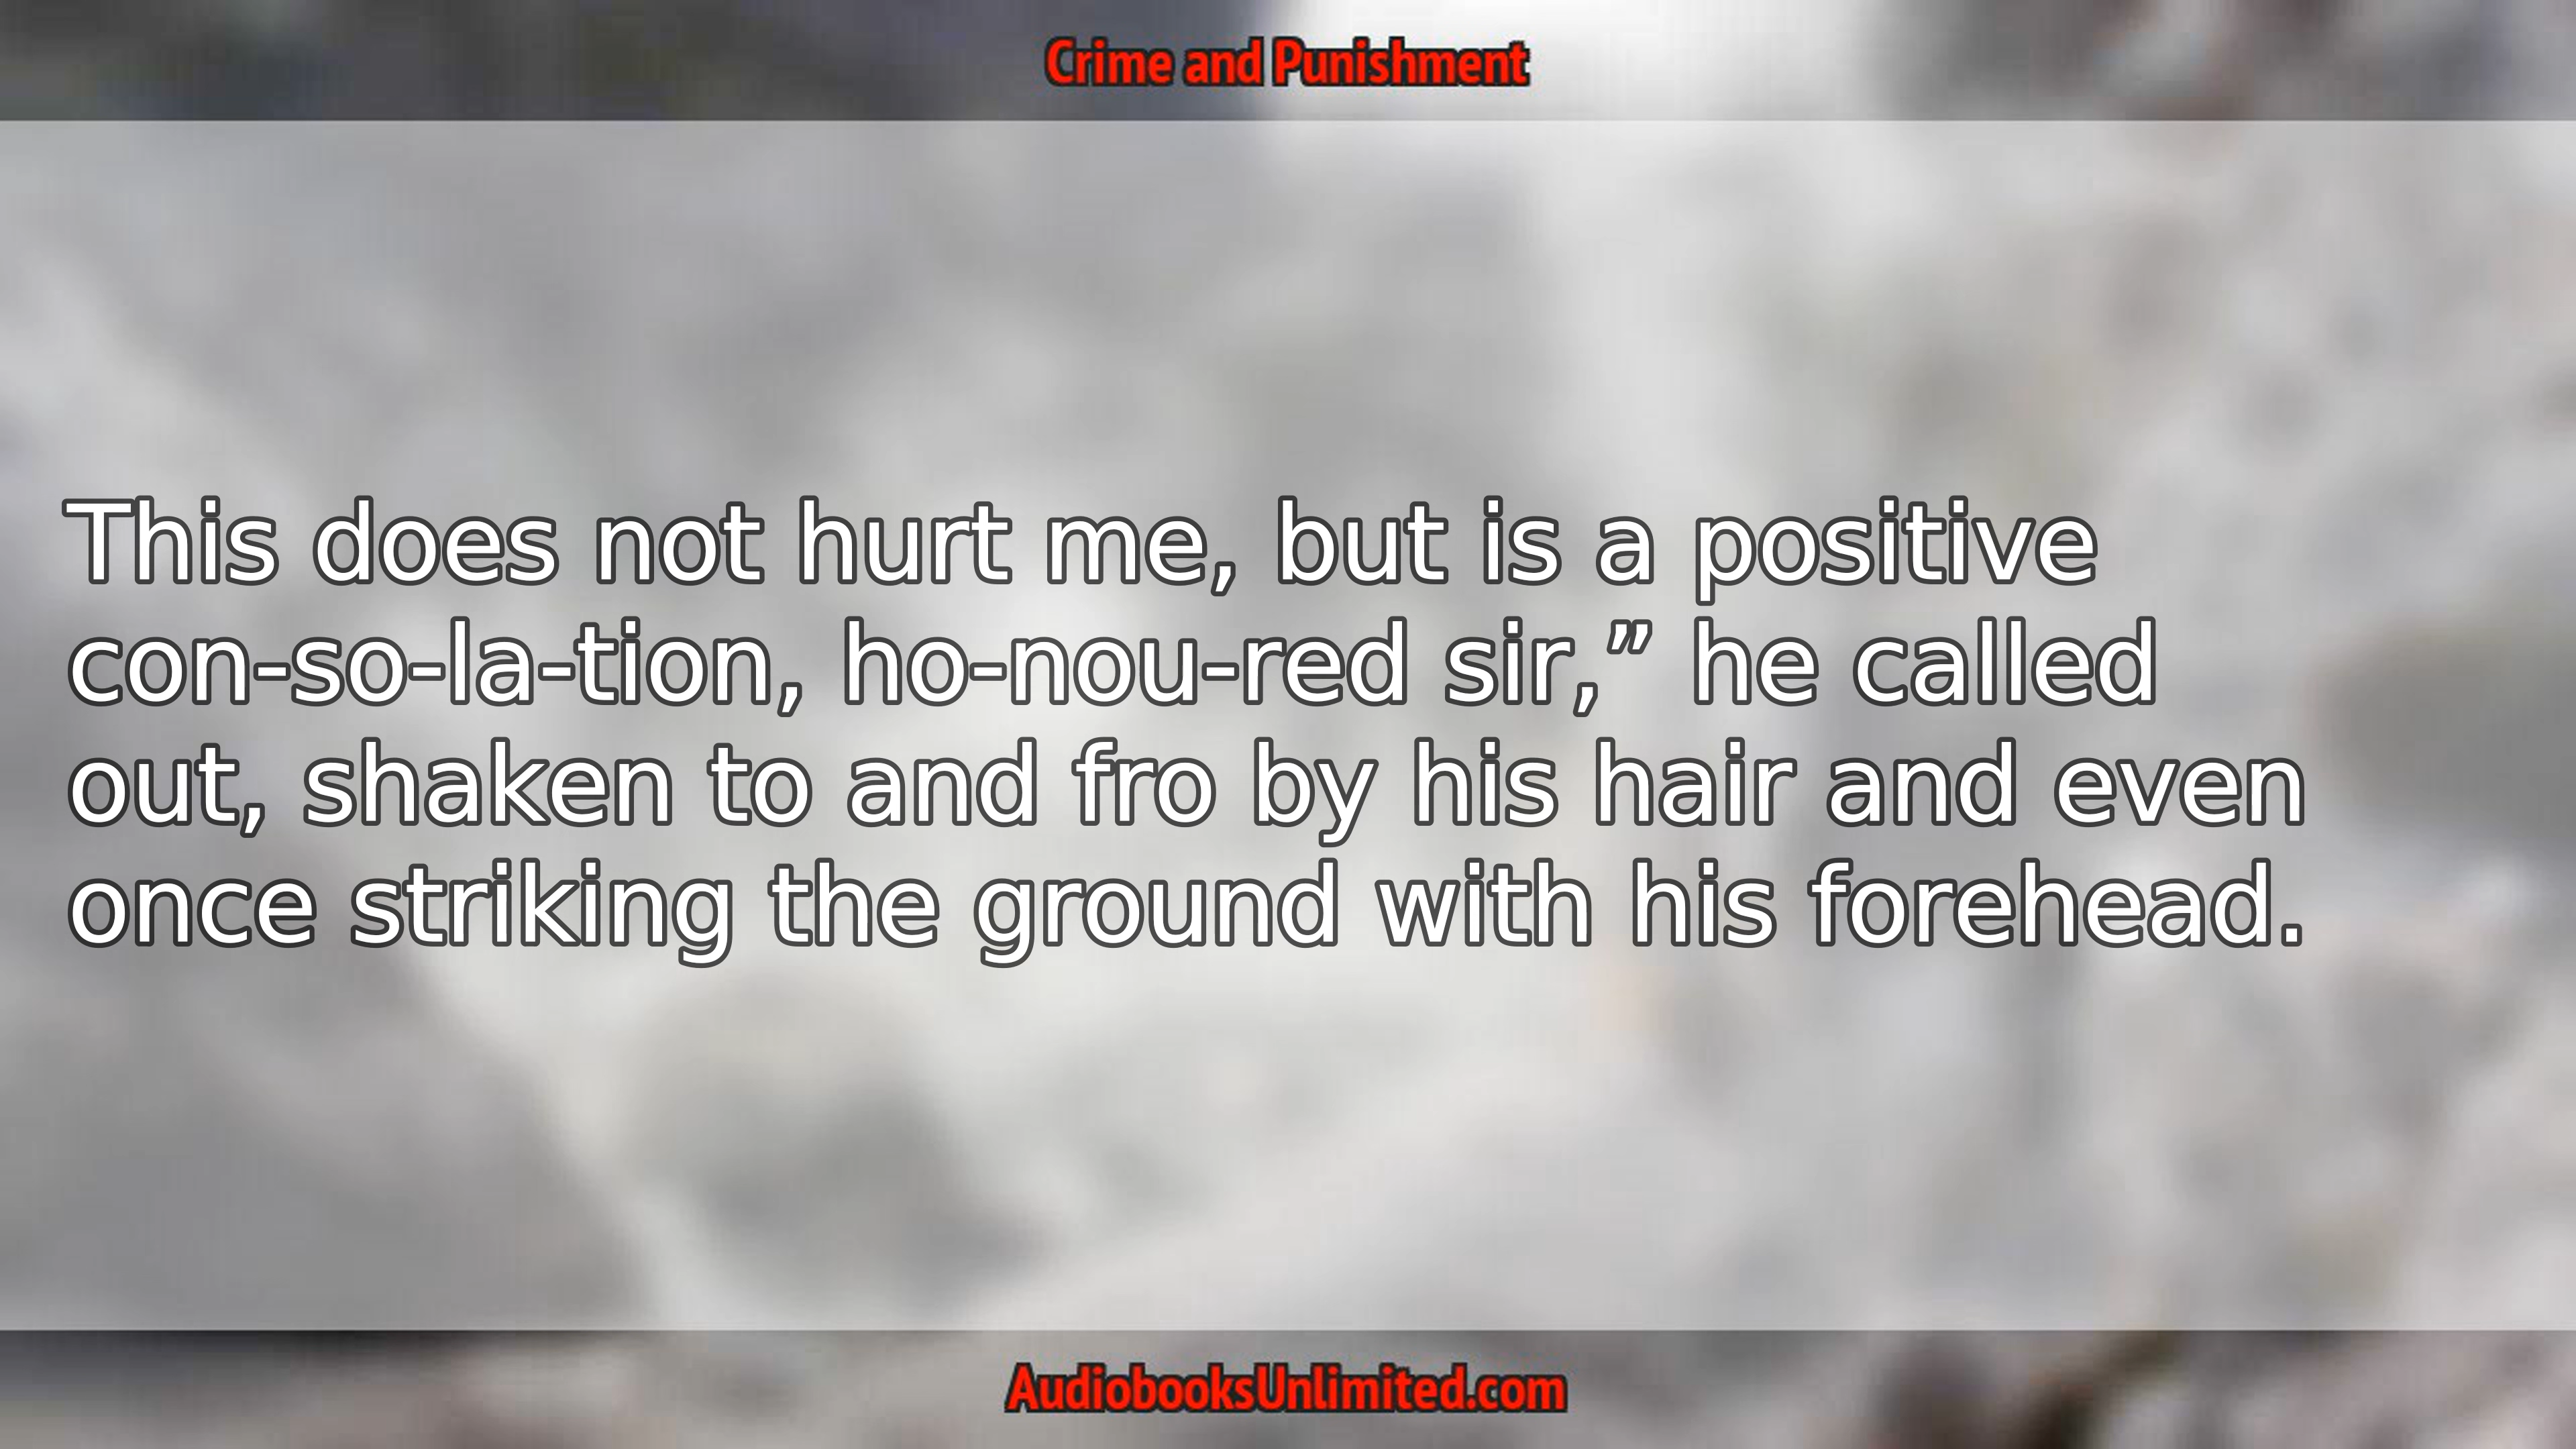 Crime and Punishment
This does not hurt me, but is a positive
con-so-la-tion, ho-nou-red sir,” he called
out, shaken to and fro by his hair and even
once striking the ground with his forehead.
AudiobooksUnlimited.com